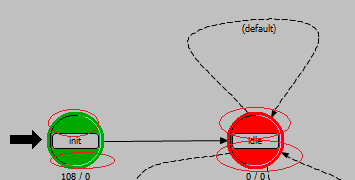 (default)
init
idle
108 / 0
0 / 0